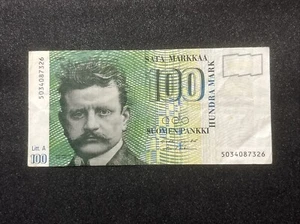 SATA MARKKAA
100
HUNDRA MARK
SUOMEN PANKKI
5034087326
5034087326
Litt. A
100